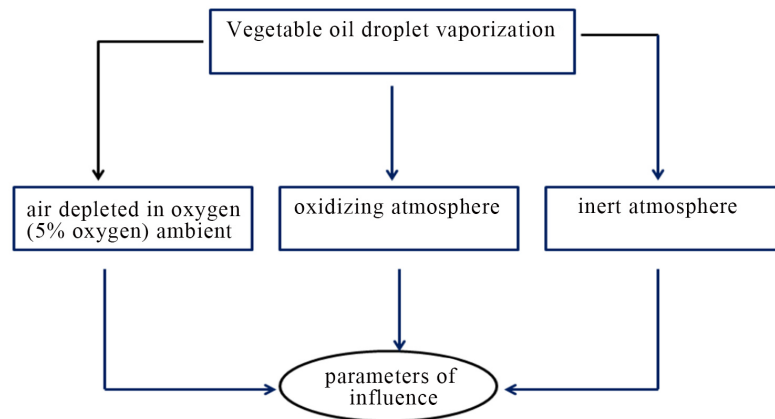 Vegetable oil droplet vaporization
air depleted in oxygen
(5% oxygen) ambient
oxidizing atmosphere
inert atmosphere
parameters of
influence